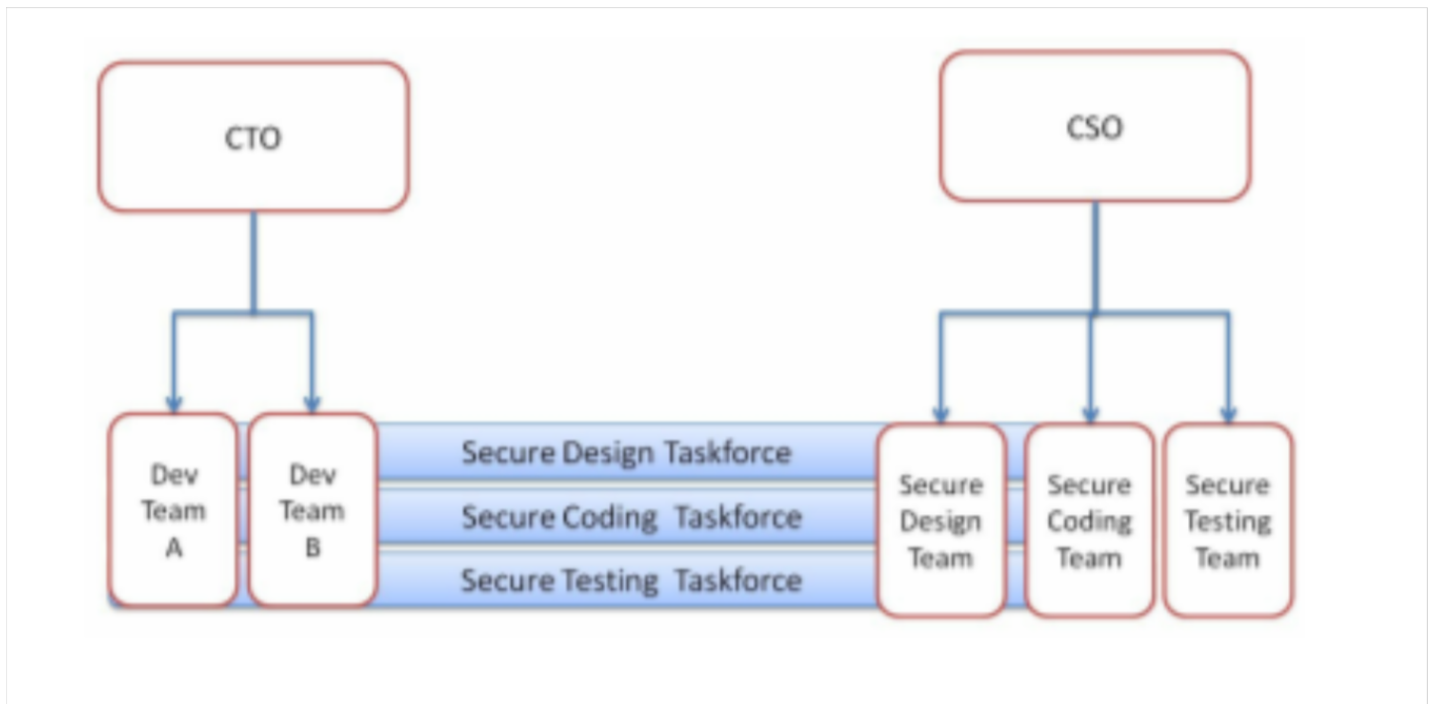 CTO
CSO
Dev
Team
A
Dev
Team
B
Secure Design Taskforce
Secure Coding Taskforce
Secure Testing Taskforce
Secure
Design
Team
Secure
Coding
Team
Secure
Testing
Team